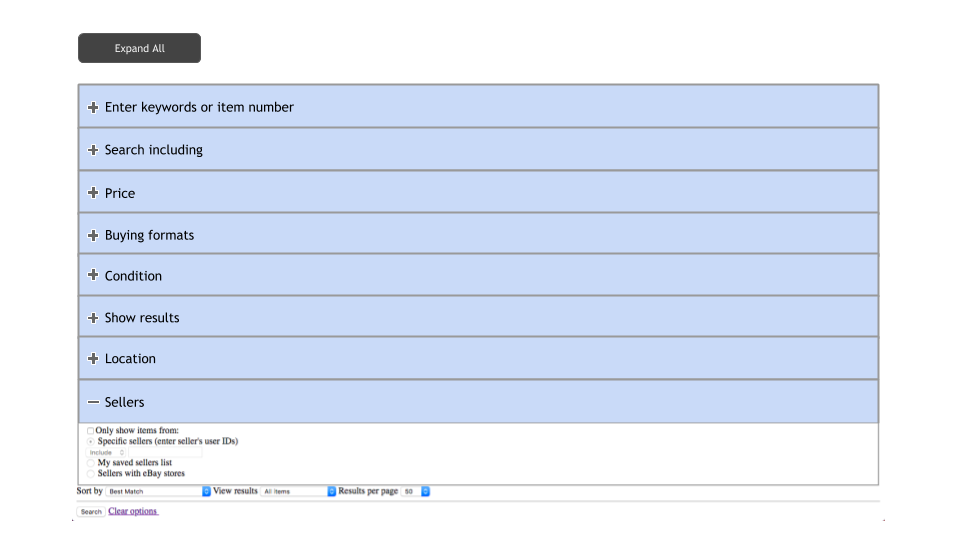 Expand All
Enter keywords or item number
Search including
Price
Buying formats
Condition
Show results
Location
Sellers
Only show items from:
Specific sellers (enter seller's user IDs)
Include
My saved sellers list
Sellers with eBay stores
Sort by Best Match View results All items Results per page 50
Search Clear options